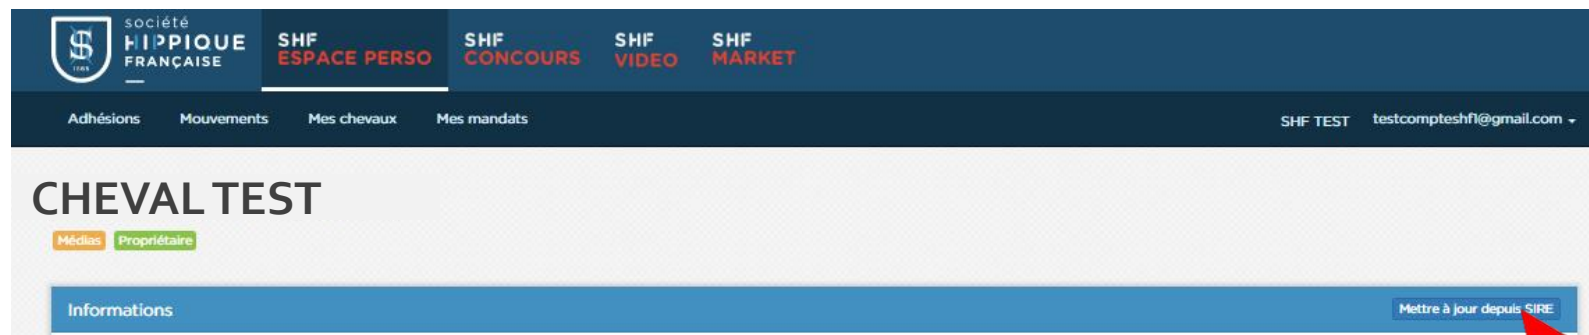 société
HIPPIQUE
FRANÇAISE
SHF
ESPACE PERSO
SHF
CONCOURS
SHF
VIDEO
SHF
MARKET
Adhésions Mouvements Mes chevaux Mes mandats SHF TEST testcompteshf1@gmail.com
CHEVAL TEST
Médias Propriétaire
Informations Mettre à jour depuis SIRE